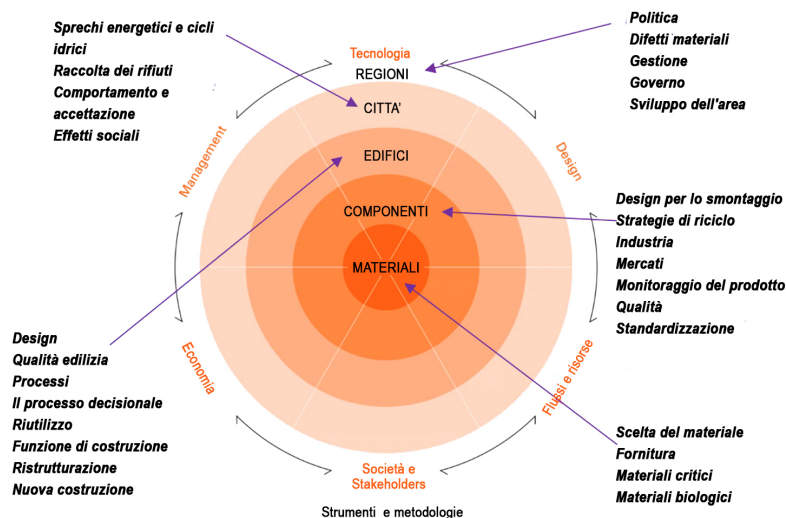 Sprechi energetici e cicli
idrici
Raccolta dei rifiuti
Comportamento e
accettazione
Effetti sociali
Politica
Difetti materiali
Gestione
Governo
Sviluppo dell'area
Tecnologia
REGIONI
CITTA'
EDIFICI
COMPONENTI
MATERIALI
Management
Design
Economia
Flussi e risorse
Design per lo smontaggio
Strategie di riciclo
Industria
Mercati
Monitoraggio del prodotto
Qualità
Standardizzazione
Design
Qualità edilizia
Processi
Il processo decisionale
Riutilizzo
Funzione di costruzione
Ristrutturazione
Nuova costruzione
Scelta del materiale
Fornitura
Materiali critici
Materiali biologici
Società e
Stakeholders
Strumenti e metodologie